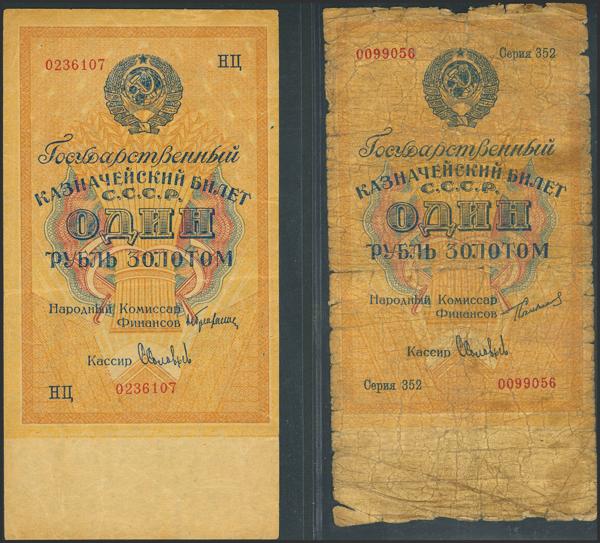 0236107 НЦ
Государственный
КАЗНАЧЕЙСКИЙ БИЛЕТ
С.С.С.Р.
ОДИН
РУБЛЬ ЗОЛОТОМ
Народный Комиссар
Финансов
Кассир
НЦ 0236107
0099056 Серия 352
Государственный
КАЗНАЧЕЙСКИЙ БИЛЕТ
С.С.С.Р.
ОДИН
РУБЛЬ ЗОЛОТОМ
Народный Комиссар
Финансов
Кассир
Серия 352 0099056